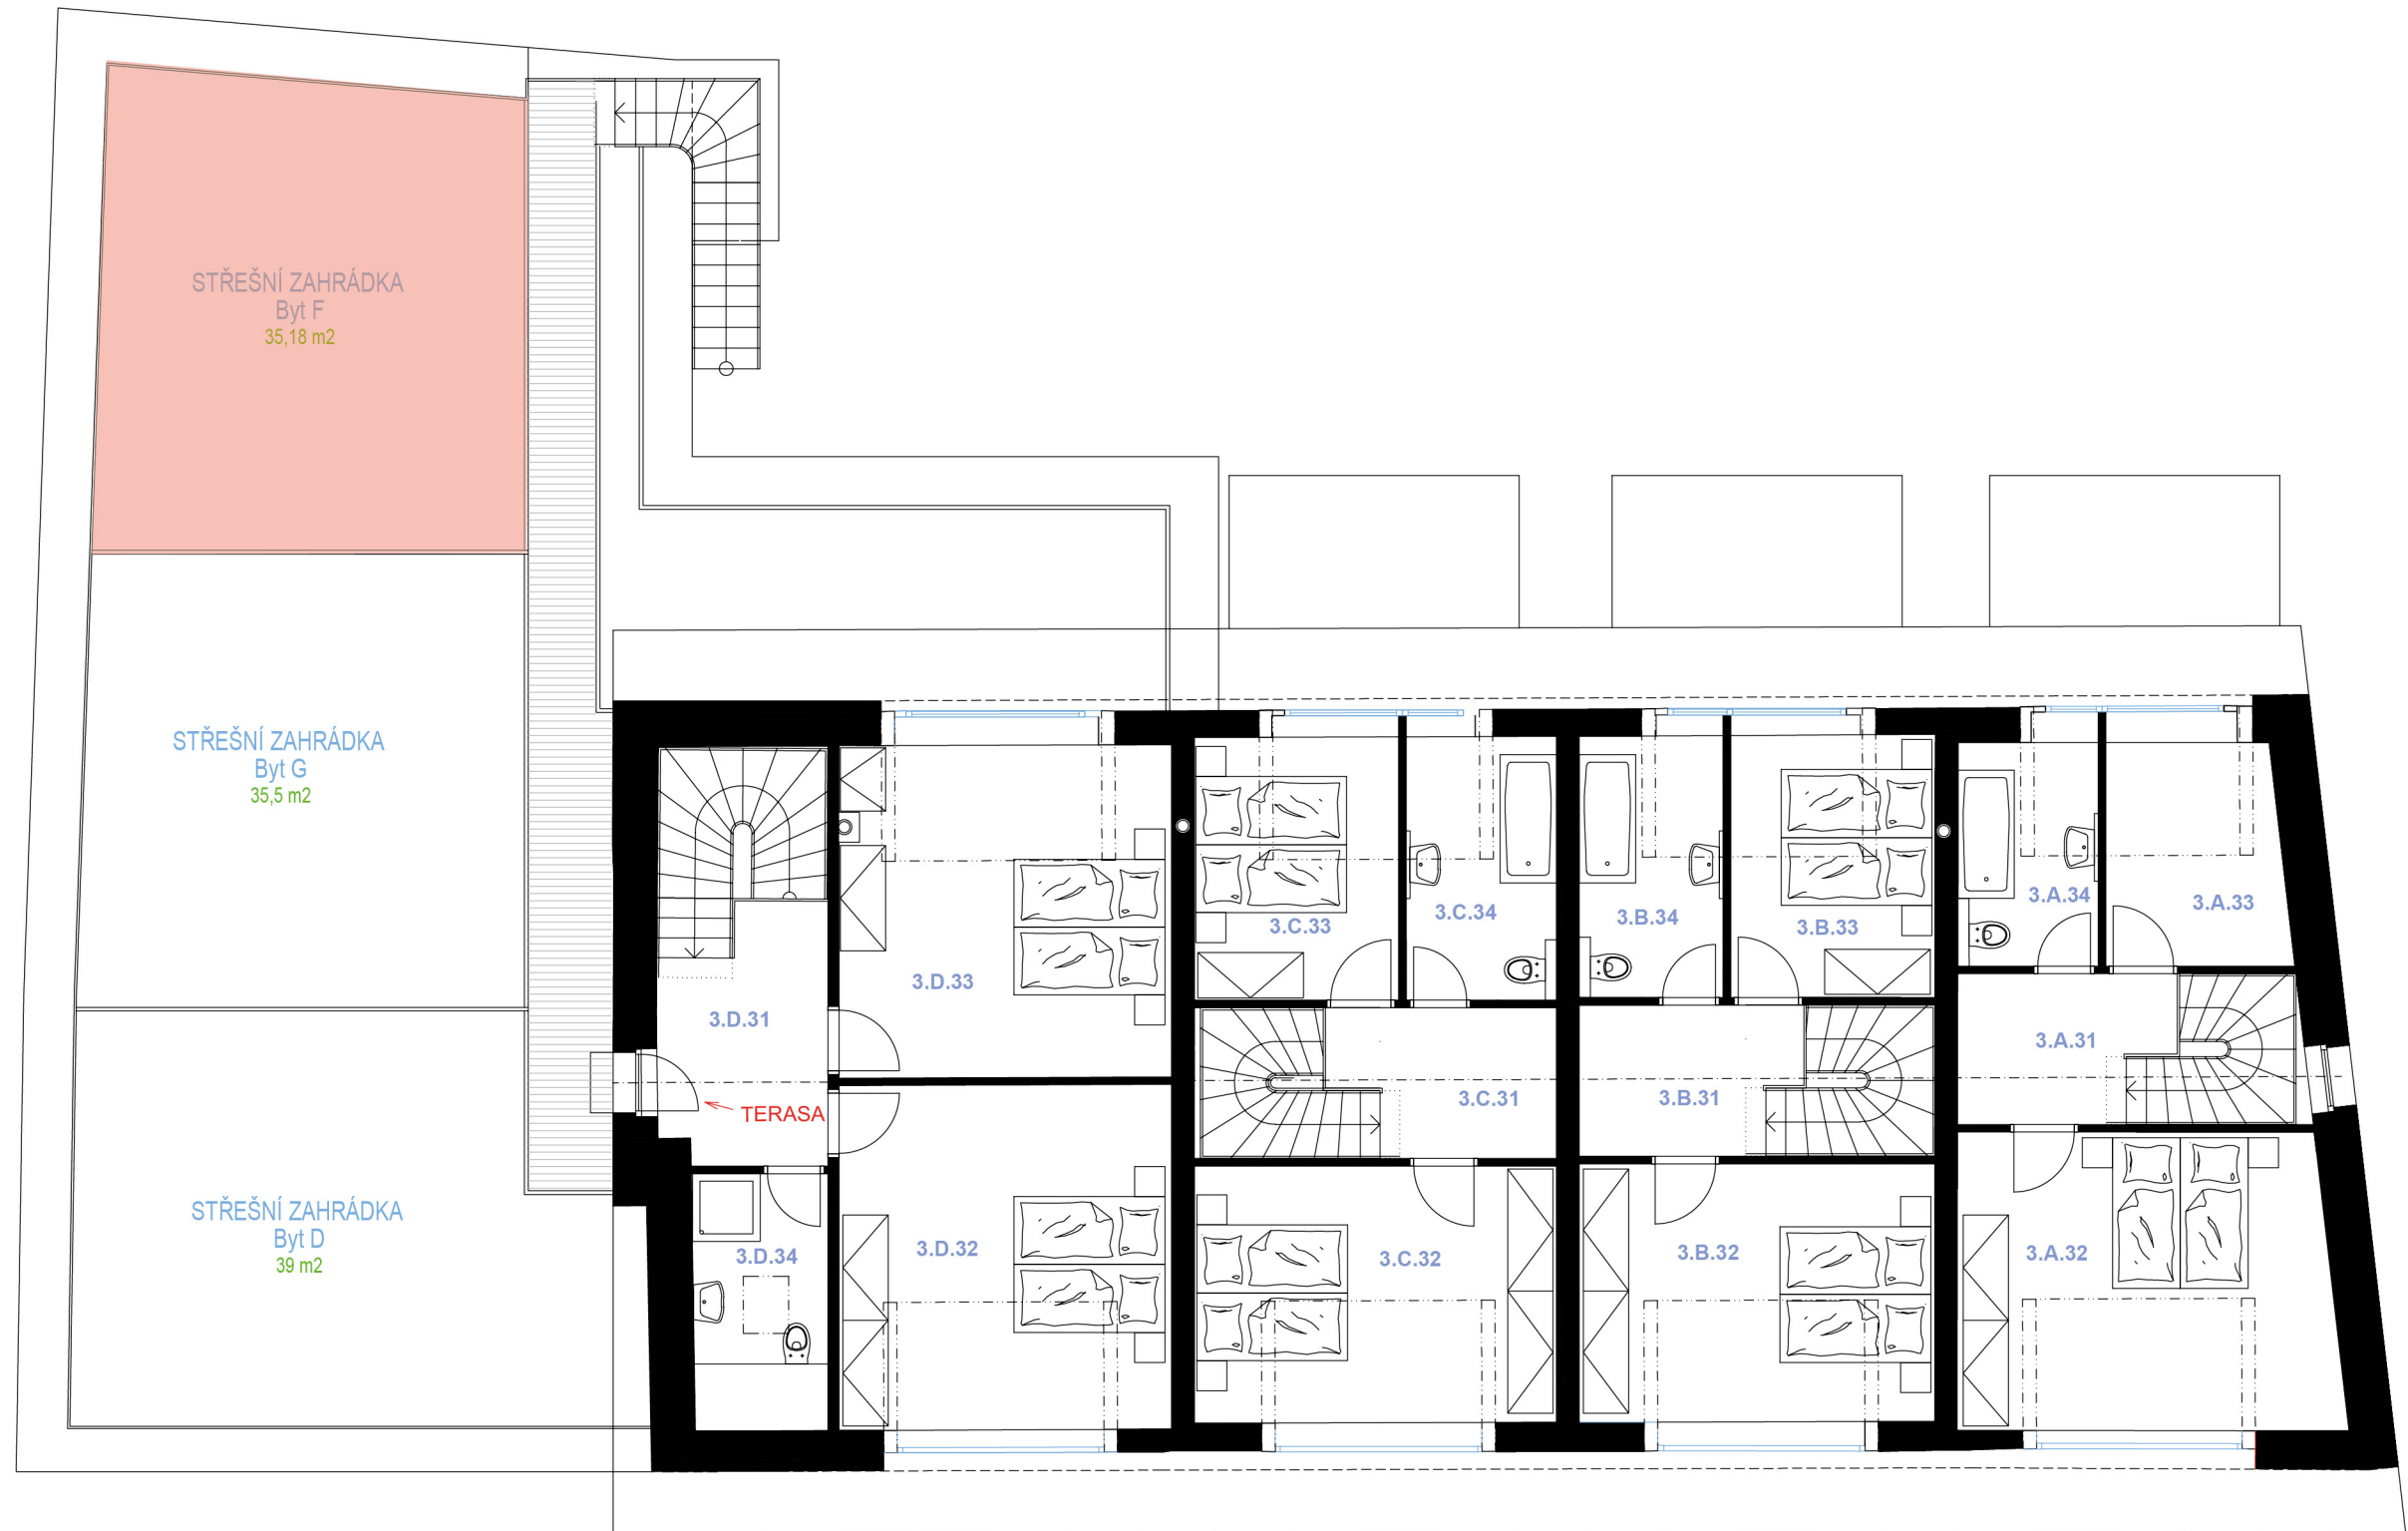 STŘEŠNÍ ZAHRÁDKA
Byt F
35,18 m2
STŘEŠNÍ ZAHRÁDKA
Byt G
35,5 m2
STŘEŠNÍ ZAHRÁDKA
Byt D
39 m2
3.D.31
TERASA
3.D.33
3.D.34
3.D.32
3.C.33
3.C.34
3.C.31
3.C.32
3.B.34
3.B.33
3.B.31
3.B.32
3.A.34
3.A.33
3.A.31
3.A.32